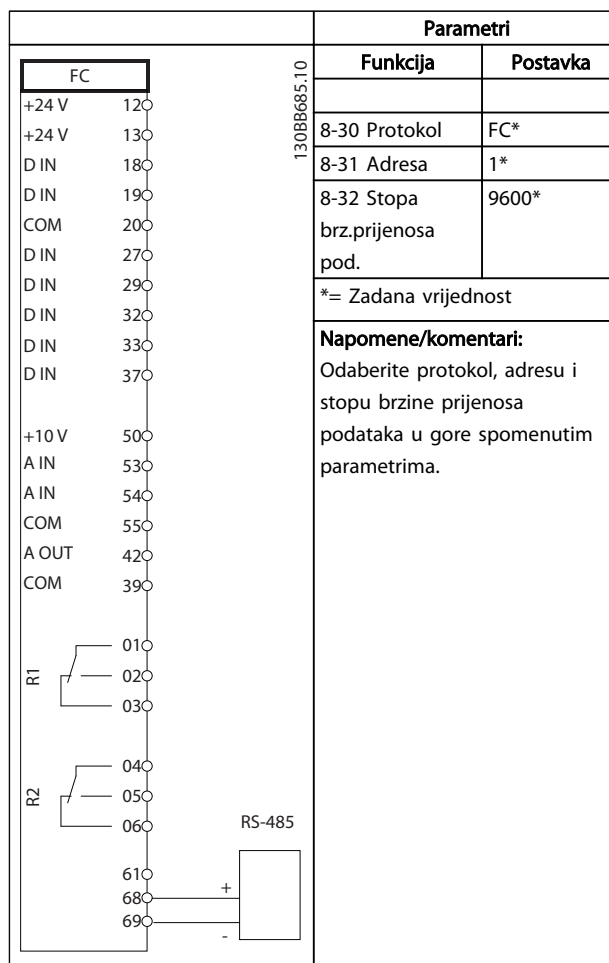 Parametri
Funkcija Postavka
8-30 Protokol FC*
8-31 Adresa 1*
8-32 Stopa 9600*
brz.prijenosa
pod.
*= Zadana vrijednost
Napomene/komentari:
Odaberite protokol, adresu i
stopu brzine prijenosa
podataka u gore spomenutim
parametrima.
130BB685.10
FC
+24 V 12
+24 V 13
D IN 18
D IN 19
COM 20
D IN 27
D IN 29
D IN 32
D IN 33
D IN 37
+10 V 50
A IN 53
A IN 54
COM 55
A OUT 42
COM 39
R1
01
02
03
R2
04
05
06
RS-485
61
68 +
69 -